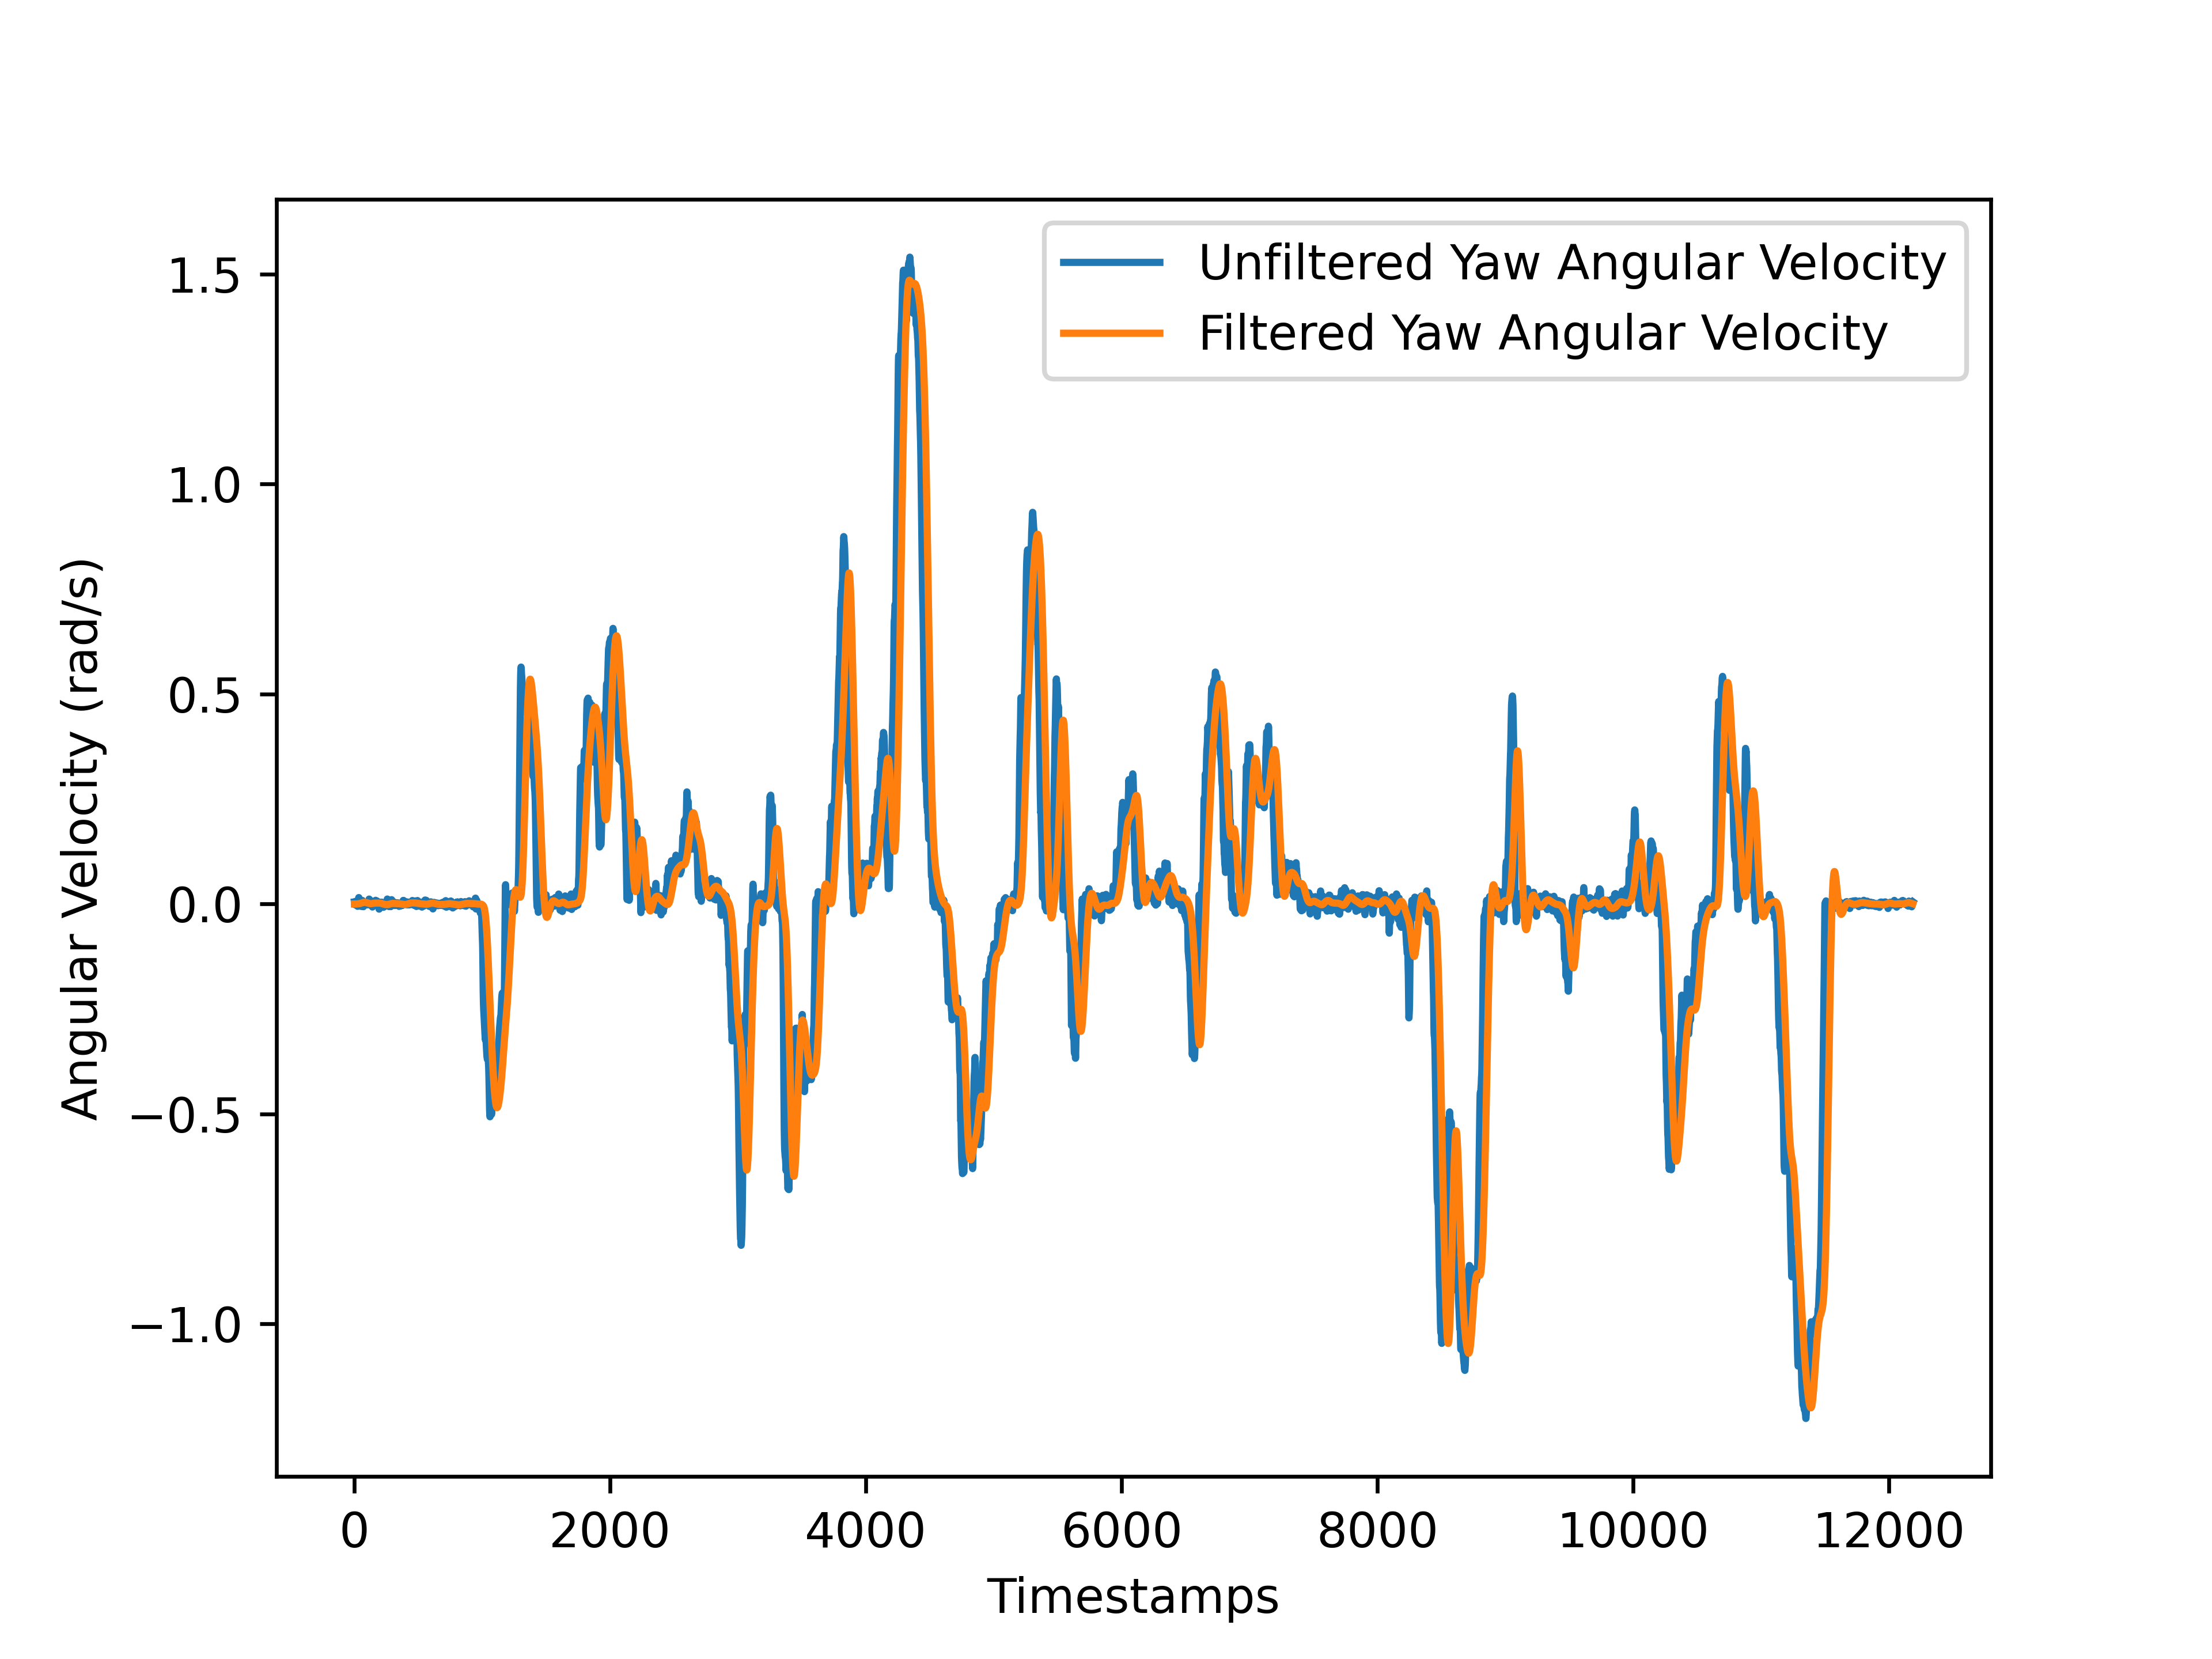 Unfiltered Yaw Angular Velocity
Filtered Yaw Angular Velocity
Angular Velocity (rad/s)
1.5
1.0
0.5
0.0
−0.5
−1.0
0 2000 4000 6000 8000 10000 12000
Timestamps